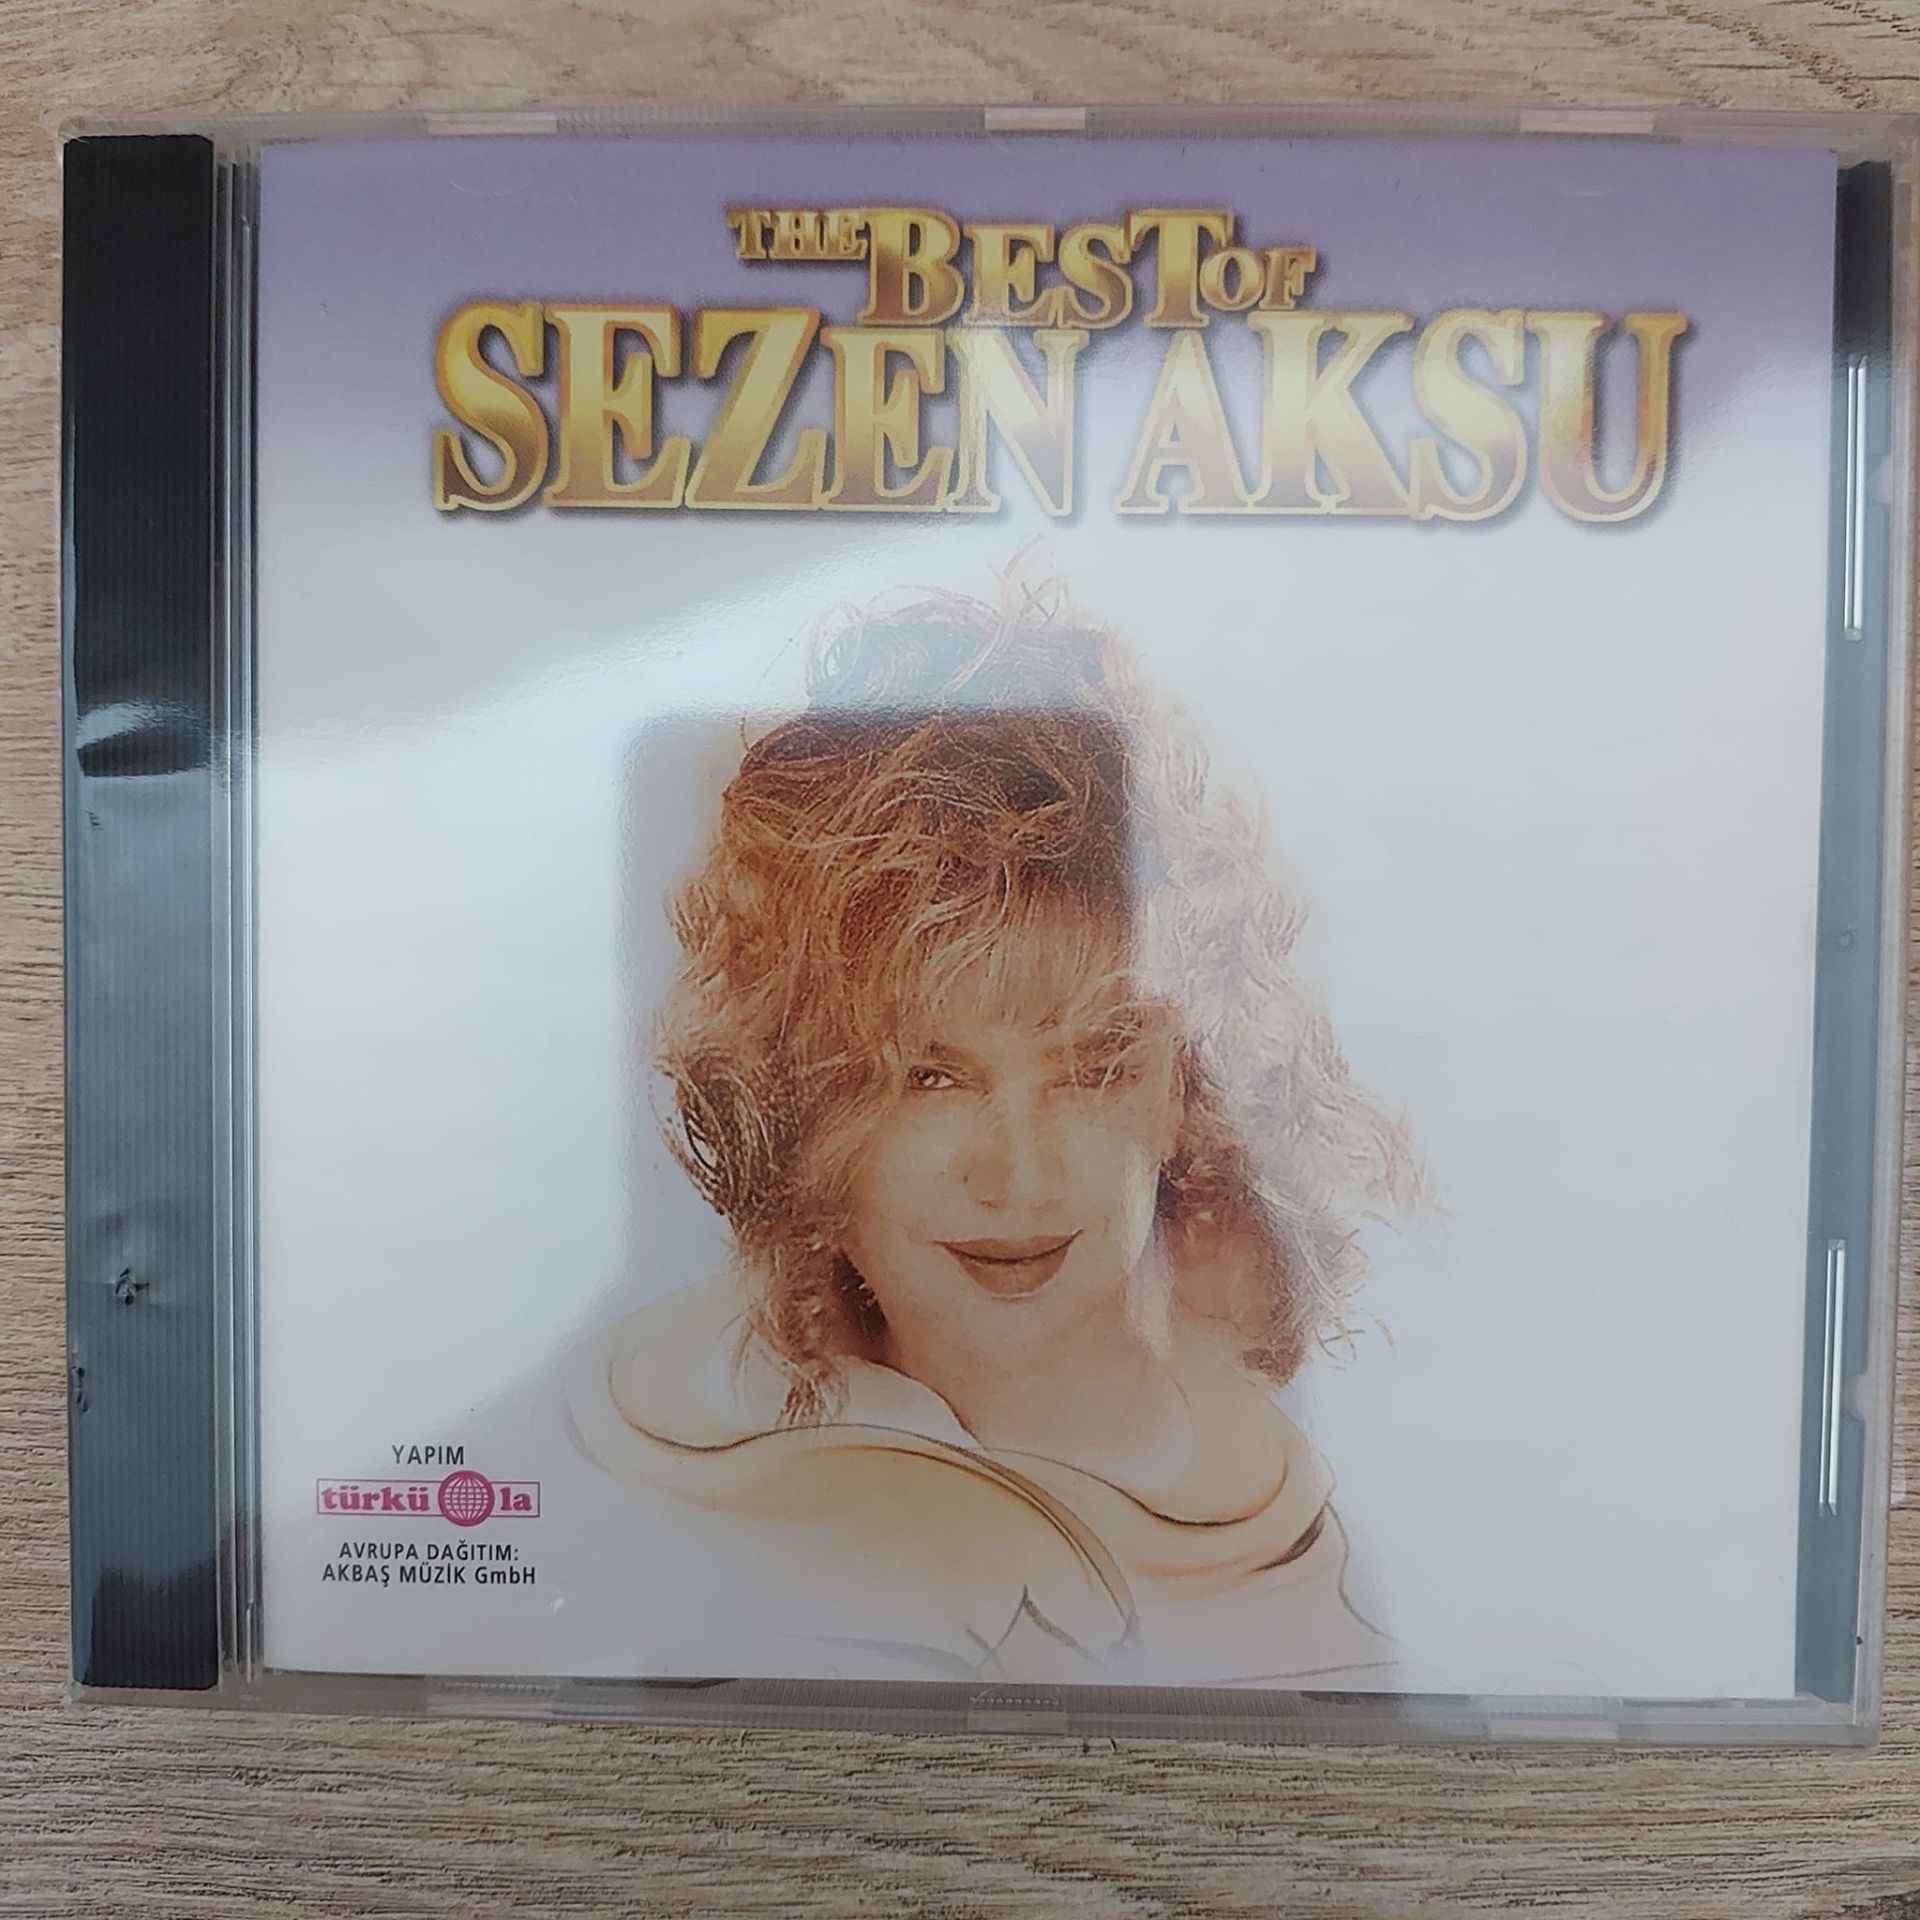 THE BEST OF
SEZEN AKSU
YAPIM
türkü la
AVRUPA DAĞITIM:
AKBAŞ MÜZİK GmbH